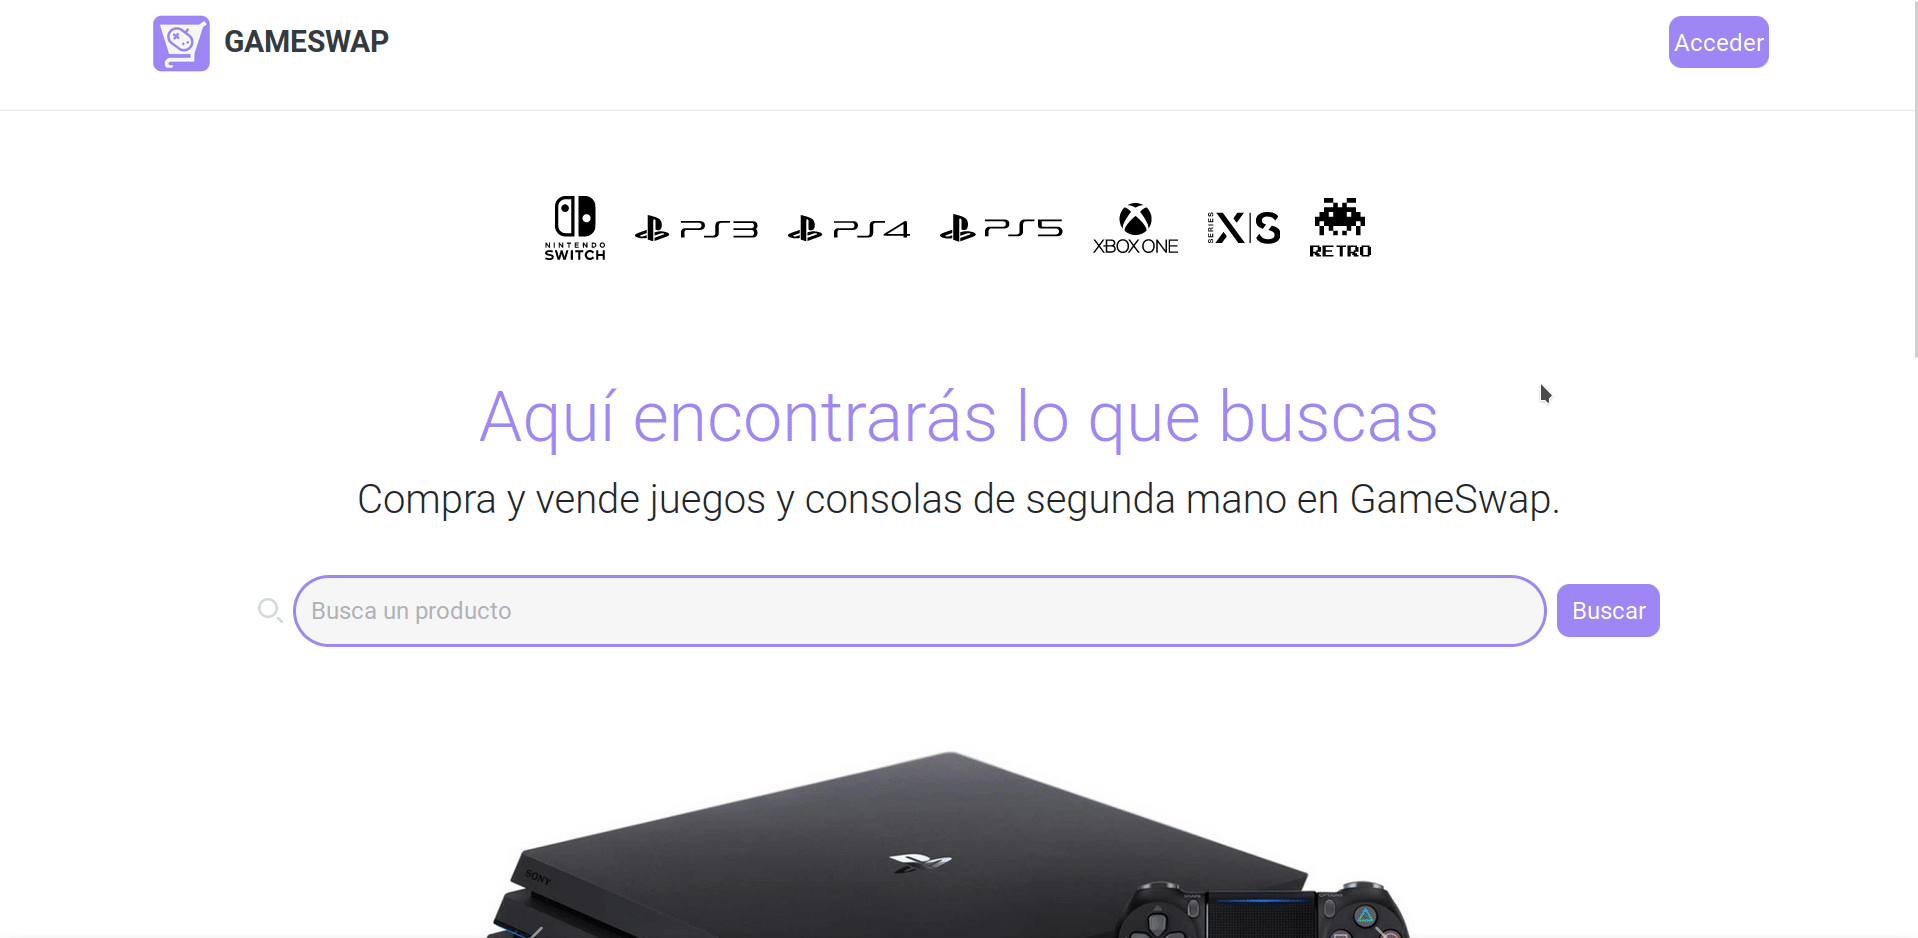 GAMESWAP
Acceder
NINTENDO
SWITCH
PS3
PS4
PS5
XBOX ONE
SERIES X|S
RETRO
Aquí encontrarás lo que buscas
Compra y vende juegos y consolas de segunda mano en GameSwap.
Busca un producto
Buscar
SONY